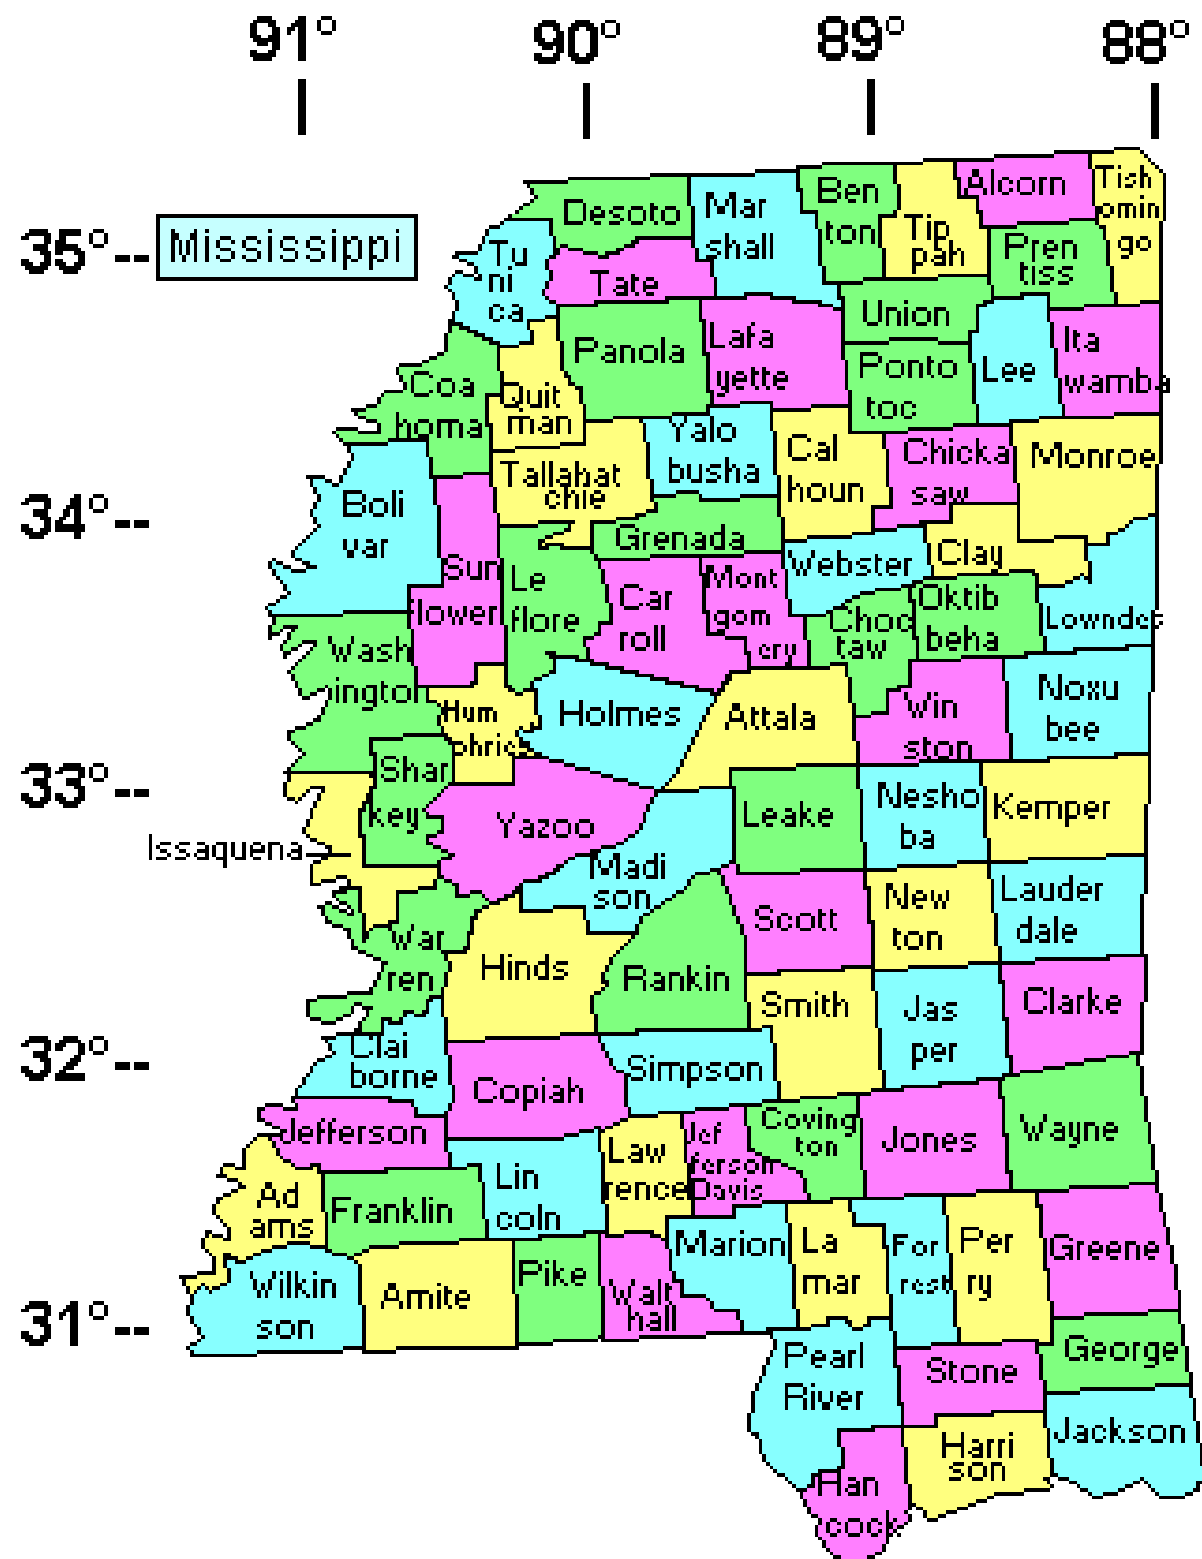 91° 90° 89° 88°
35°--
Mississippi
Desoto
Mar
shall
Ben
ton
Tip
pah
Alcorn
Tish
omin
go
Pren
tiss
Tu
ni
ca
Tate
Union
Panola
Lafa
yette
Ponto
toc
Lee
Ita
wamba
Coa
homa
Quit
man
Yalo
busha
Cal
houn
Chicka
saw
Monroe
Tallahat
chie
34°--
Boli
var
Grenada
Webster
Clay
Sun
flower
Le
flore
Car
roll
Mont
gom
ery
Choc
taw
Oktib
beha
Lowndes
Wash
ington
Hum
phries
Holmes
Attala
Win
ston
Noxu
bee
33°--
Shar
key
Issaquena
Yazoo
Madi
son
Leake
Nesho
ba
Kemper
War
ren
Hinds
Rankin
Scott
New
ton
Lauder
dale
Smith
Jas
per
Clarke
32°--
Clai
borne
Copiah
Simpson
Jefferson
Lin
coln
Law
rence
Jef
ferson
Davis
Coving
ton
Jones
Wayne
Ad
ams
Franklin
Marion
La
mar
For
rest
Per
ry
Greene
31°--
Wilkin
son
Amite
Pike
Walt
hall
Pearl
River
Stone
George
Han
cock
Harri
son
Jackson